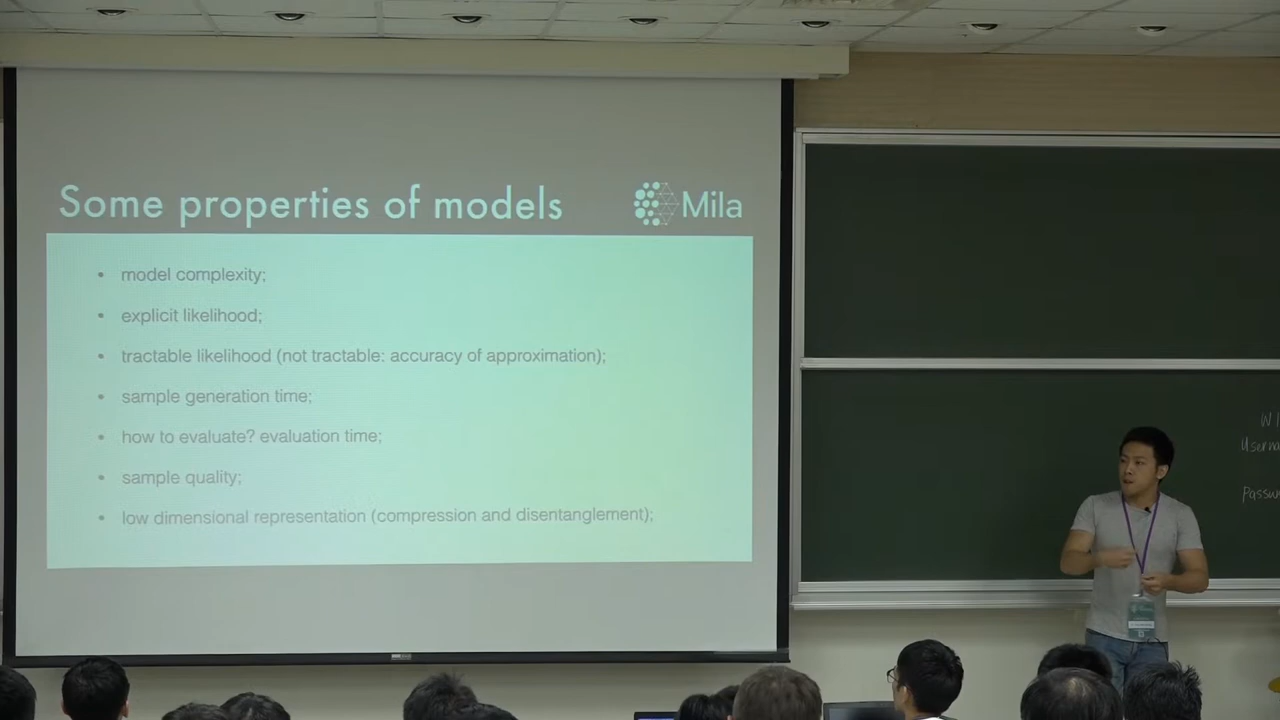 Some properties of models
Mila
• model complexity;
• explicit likelihood;
• tractable likelihood (not tractable: accuracy of approximation);
• sample generation time;
• how to evaluate? evaluation time;
• sample quality;
• low dimensional representation (compression and disentanglement);